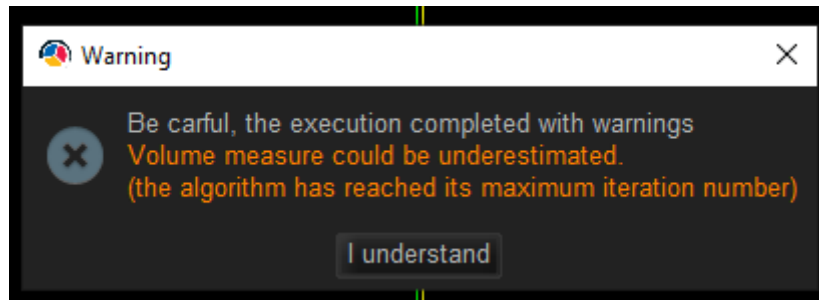 Warning
Be carful, the execution completed with warnings
Volume measure could be underestimated.
(the algorithm has reached its maximum iteration number)
I understand